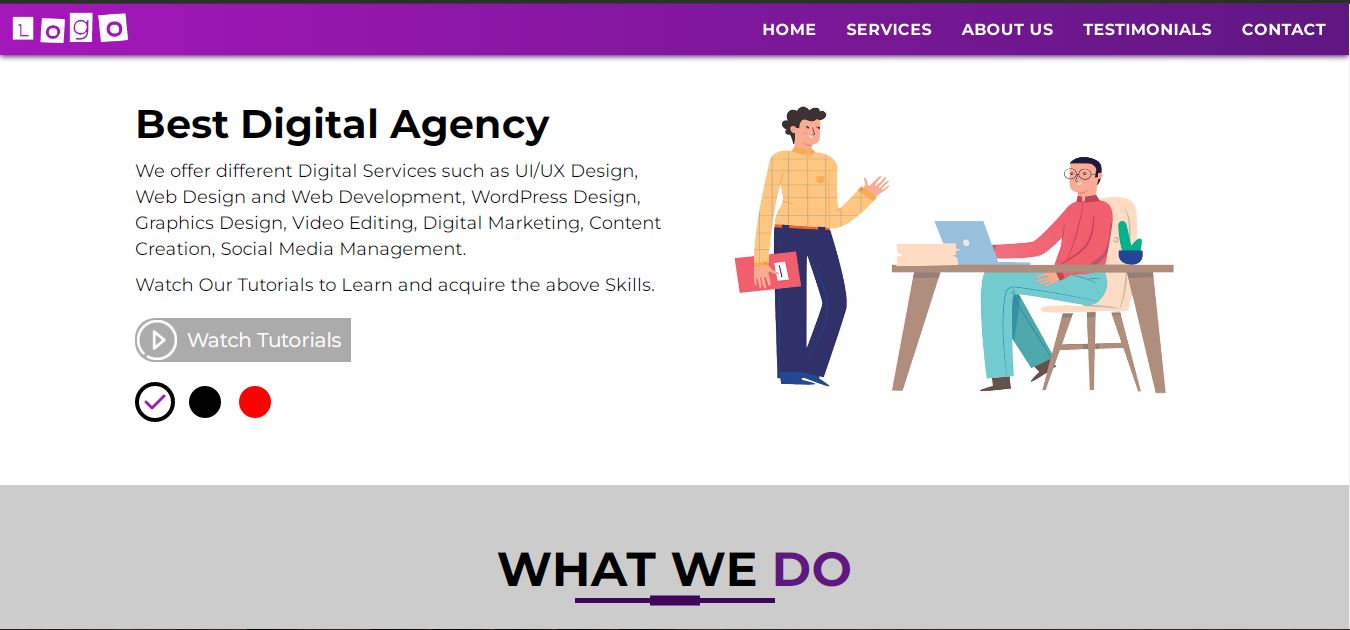 LOgO
HOME SERVICES ABOUT US TESTIMONIALS CONTACT
Best Digital Agency
We offer different Digital Services such as UI/UX Design,
Web Design and Web Development, WordPress Design,
Graphics Design, Video Editing, Digital Marketing, Content
Creation, Social Media Management.
Watch Our Tutorials to Learn and acquire the above Skills.
Watch Tutorials
WHAT WE DO